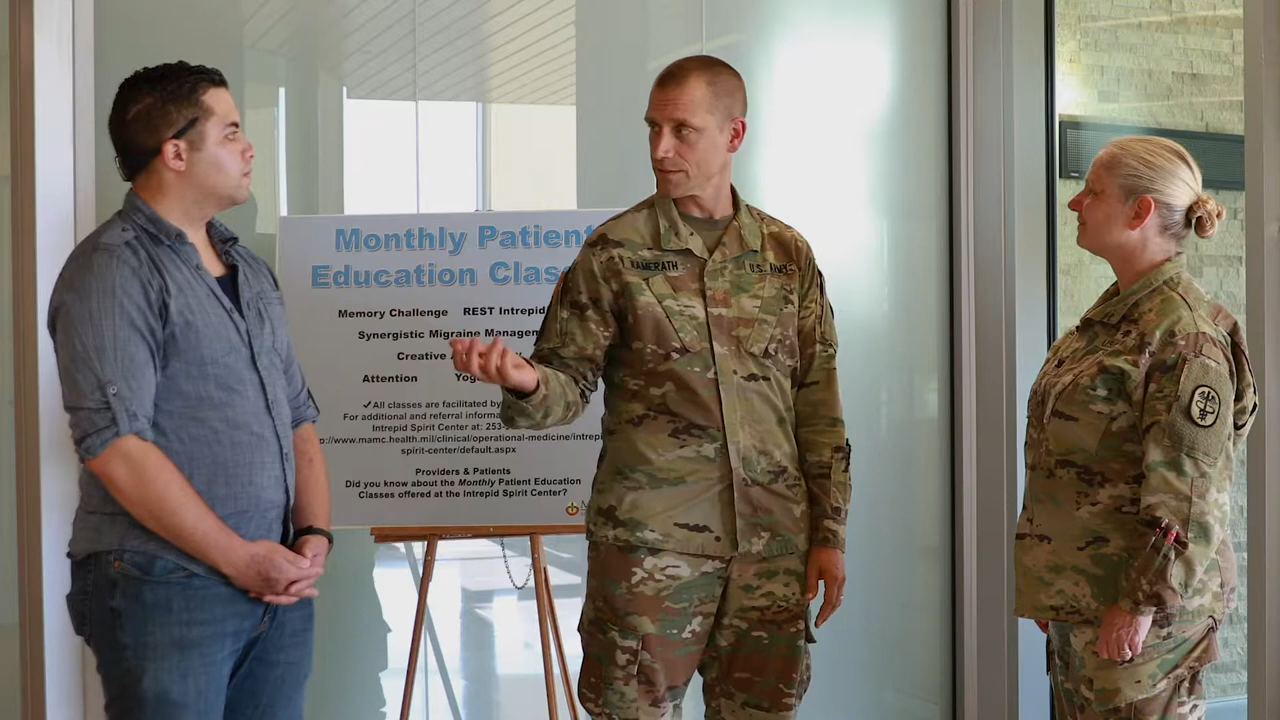 Monthly Patient
Education Clas
Memory Challenge REST Intrepid
Synergistic Migraine Managem
Creative
Attention Yog
✓All classes are facilitated by
For additional and referral informa
Intrepid Spirit Center at: 253-
p://www.mamc.health.mil/clinical/operational-medicine/intrepi
spirit-center/default.aspx
Providers & Patients
Did you know about the Monthly Patient Education
Classes offered at the Intrepid Spirit Center?
KAMERATH U.S. ARMY